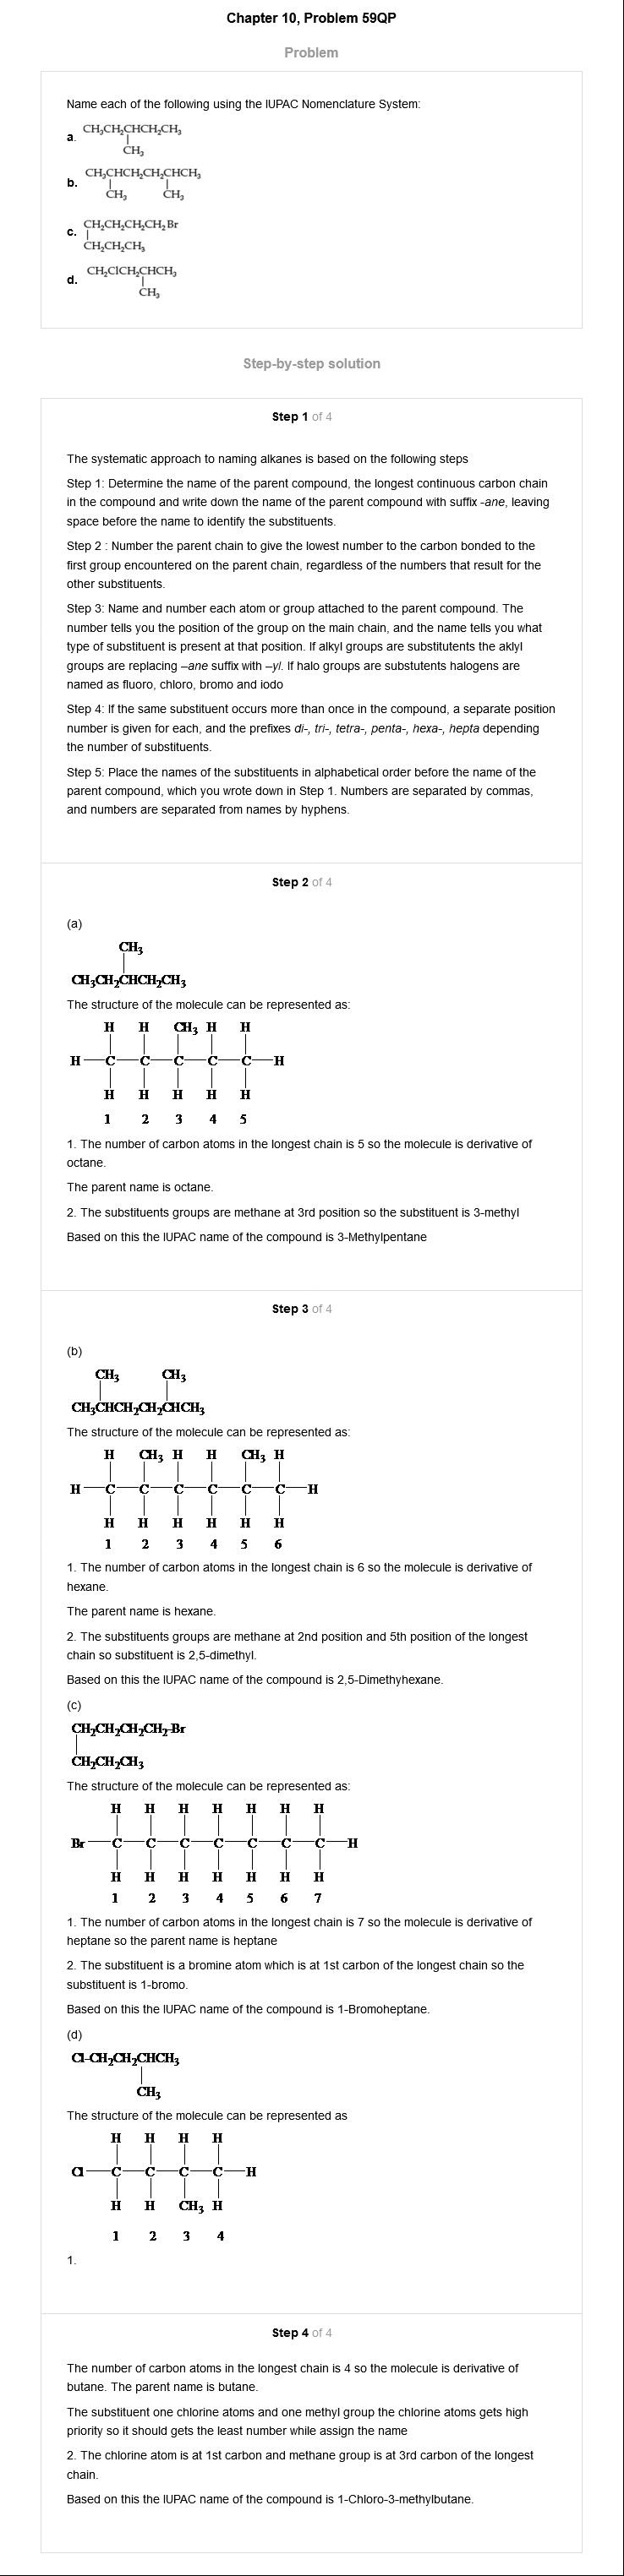 Chapter 10, Problem 59QP
Problem
Name each of the following using the IUPAC Nomenclature System:
a. CH₃CH₂CHCH₂CH₃
CH₃
b. CH₃CHCH₂CH₂CHCH₃
CH₃ CH₃
c. CH₂CH₂CH₂CH₂Br
CH₂CH₂CH₃
d. CH₂ClCH₂CHCH₃
CH₃
Step-by-step solution
Step 1 of 4
The systematic approach to naming alkanes is based on the following steps
Step 1: Determine the name of the parent compound, the longest continuous carbon chain
in the compound and write down the name of the parent compound with suffix -ane, leaving
space before the name to identify the substituents.
Step 2 : Number the parent chain to give the lowest number to the carbon bonded to the
first group encountered on the parent chain, regardless of the numbers that result for the
other substituents.
Step 3: Name and number each atom or group attached to the parent compound. The
number tells you the position of the group on the main chain, and the name tells you what
type of substituent is present at that position. If alkyl groups are substitutents the aklyl
groups are replacing –ane suffix with –yl. If halo groups are substutents halogens are
named as fluoro, chloro, bromo and iodo
Step 4: If the same substituent occurs more than once in the compound, a separate position
number is given for each, and the prefixes di-, tri-, tetra-, penta-, hexa-, hepta depending
the number of substituents.
Step 5: Place the names of the substituents in alphabetical order before the name of the
parent compound, which you wrote down in Step 1. Numbers are separated by commas,
and numbers are separated from names by hyphens.
Step 2 of 4
(a)
CH₃
CH₃CH₂CHCH₂CH₃
The structure of the molecule can be represented as:
H H CH₃ H H
H C C C C C H
H H H H H
1 2 3 4 5
1. The number of carbon atoms in the longest chain is 5 so the molecule is derivative of
octane.
The parent name is octane.
2. The substituents groups are methane at 3rd position so the substituent is 3-methyl
Based on this the IUPAC name of the compound is 3-Methylpentane
Step 3 of 4
(b)
CH₃ CH₃
CH₃CHCH₂CH₂CHCH₃
The structure of the molecule can be represented as:
H CH₃ H H CH₃ H
H C C C C C C H
H H H H H H
1 2 3 4 5 6
1. The number of carbon atoms in the longest chain is 6 so the molecule is derivative of
hexane.
The parent name is hexane.
2. The substituents groups are methane at 2nd position and 5th position of the longest
chain so substituent is 2,5-dimethyl.
Based on this the IUPAC name of the compound is 2,5-Dimethyhexane.
(c)
CH₂CH₂CH₂CH₂-Br
CH₂CH₂CH₃
The structure of the molecule can be represented as:
H H H H H H H
Br C C C C C C C H
H H H H H H H
1 2 3 4 5 6 7
1. The number of carbon atoms in the longest chain is 7 so the molecule is derivative of
heptane so the parent name is heptane
2. The substituent is a bromine atom which is at 1st carbon of the longest chain so the
substituent is 1-bromo.
Based on this the IUPAC name of the compound is 1-Bromoheptane.
(d)
Cl-CH₂CH₂CHCH₃
CH₃
The structure of the molecule can be represented as
H H H H
Cl C C C C H
H H CH₃ H
1 2 3 4
1.
Step 4 of 4
The number of carbon atoms in the longest chain is 4 so the molecule is derivative of
butane. The parent name is butane.
The substituent one chlorine atoms and one methyl group the chlorine atoms gets high
priority so it should gets the least number while assign the name
2. The chlorine atom is at 1st carbon and methane group is at 3rd carbon of the longest
chain.
Based on this the IUPAC name of the compound is 1-Chloro-3-methylbutane.